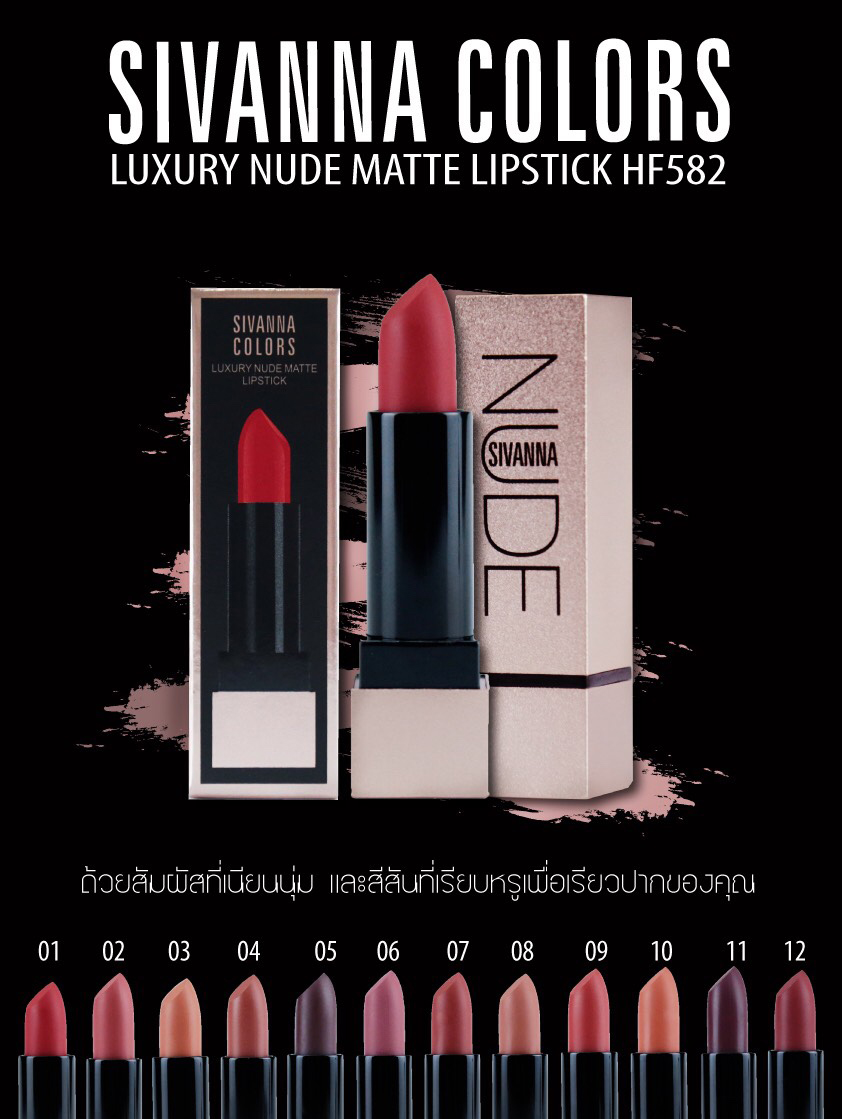 SIVANNA COLORS
LUXURY NUDE MATTE LIPSTICK HF582
SIVANNA
COLORS
LUXURY NUDE MATTE
LIPSTICK
NUDE
SIVANNA
ด้วยสัมผัสที่เนียนนุ่ม และสีสันที่เรียบหรูเพื่อเรียวปากของคุณ
01 02 03 04 05 06 07 08 09 10 11 12